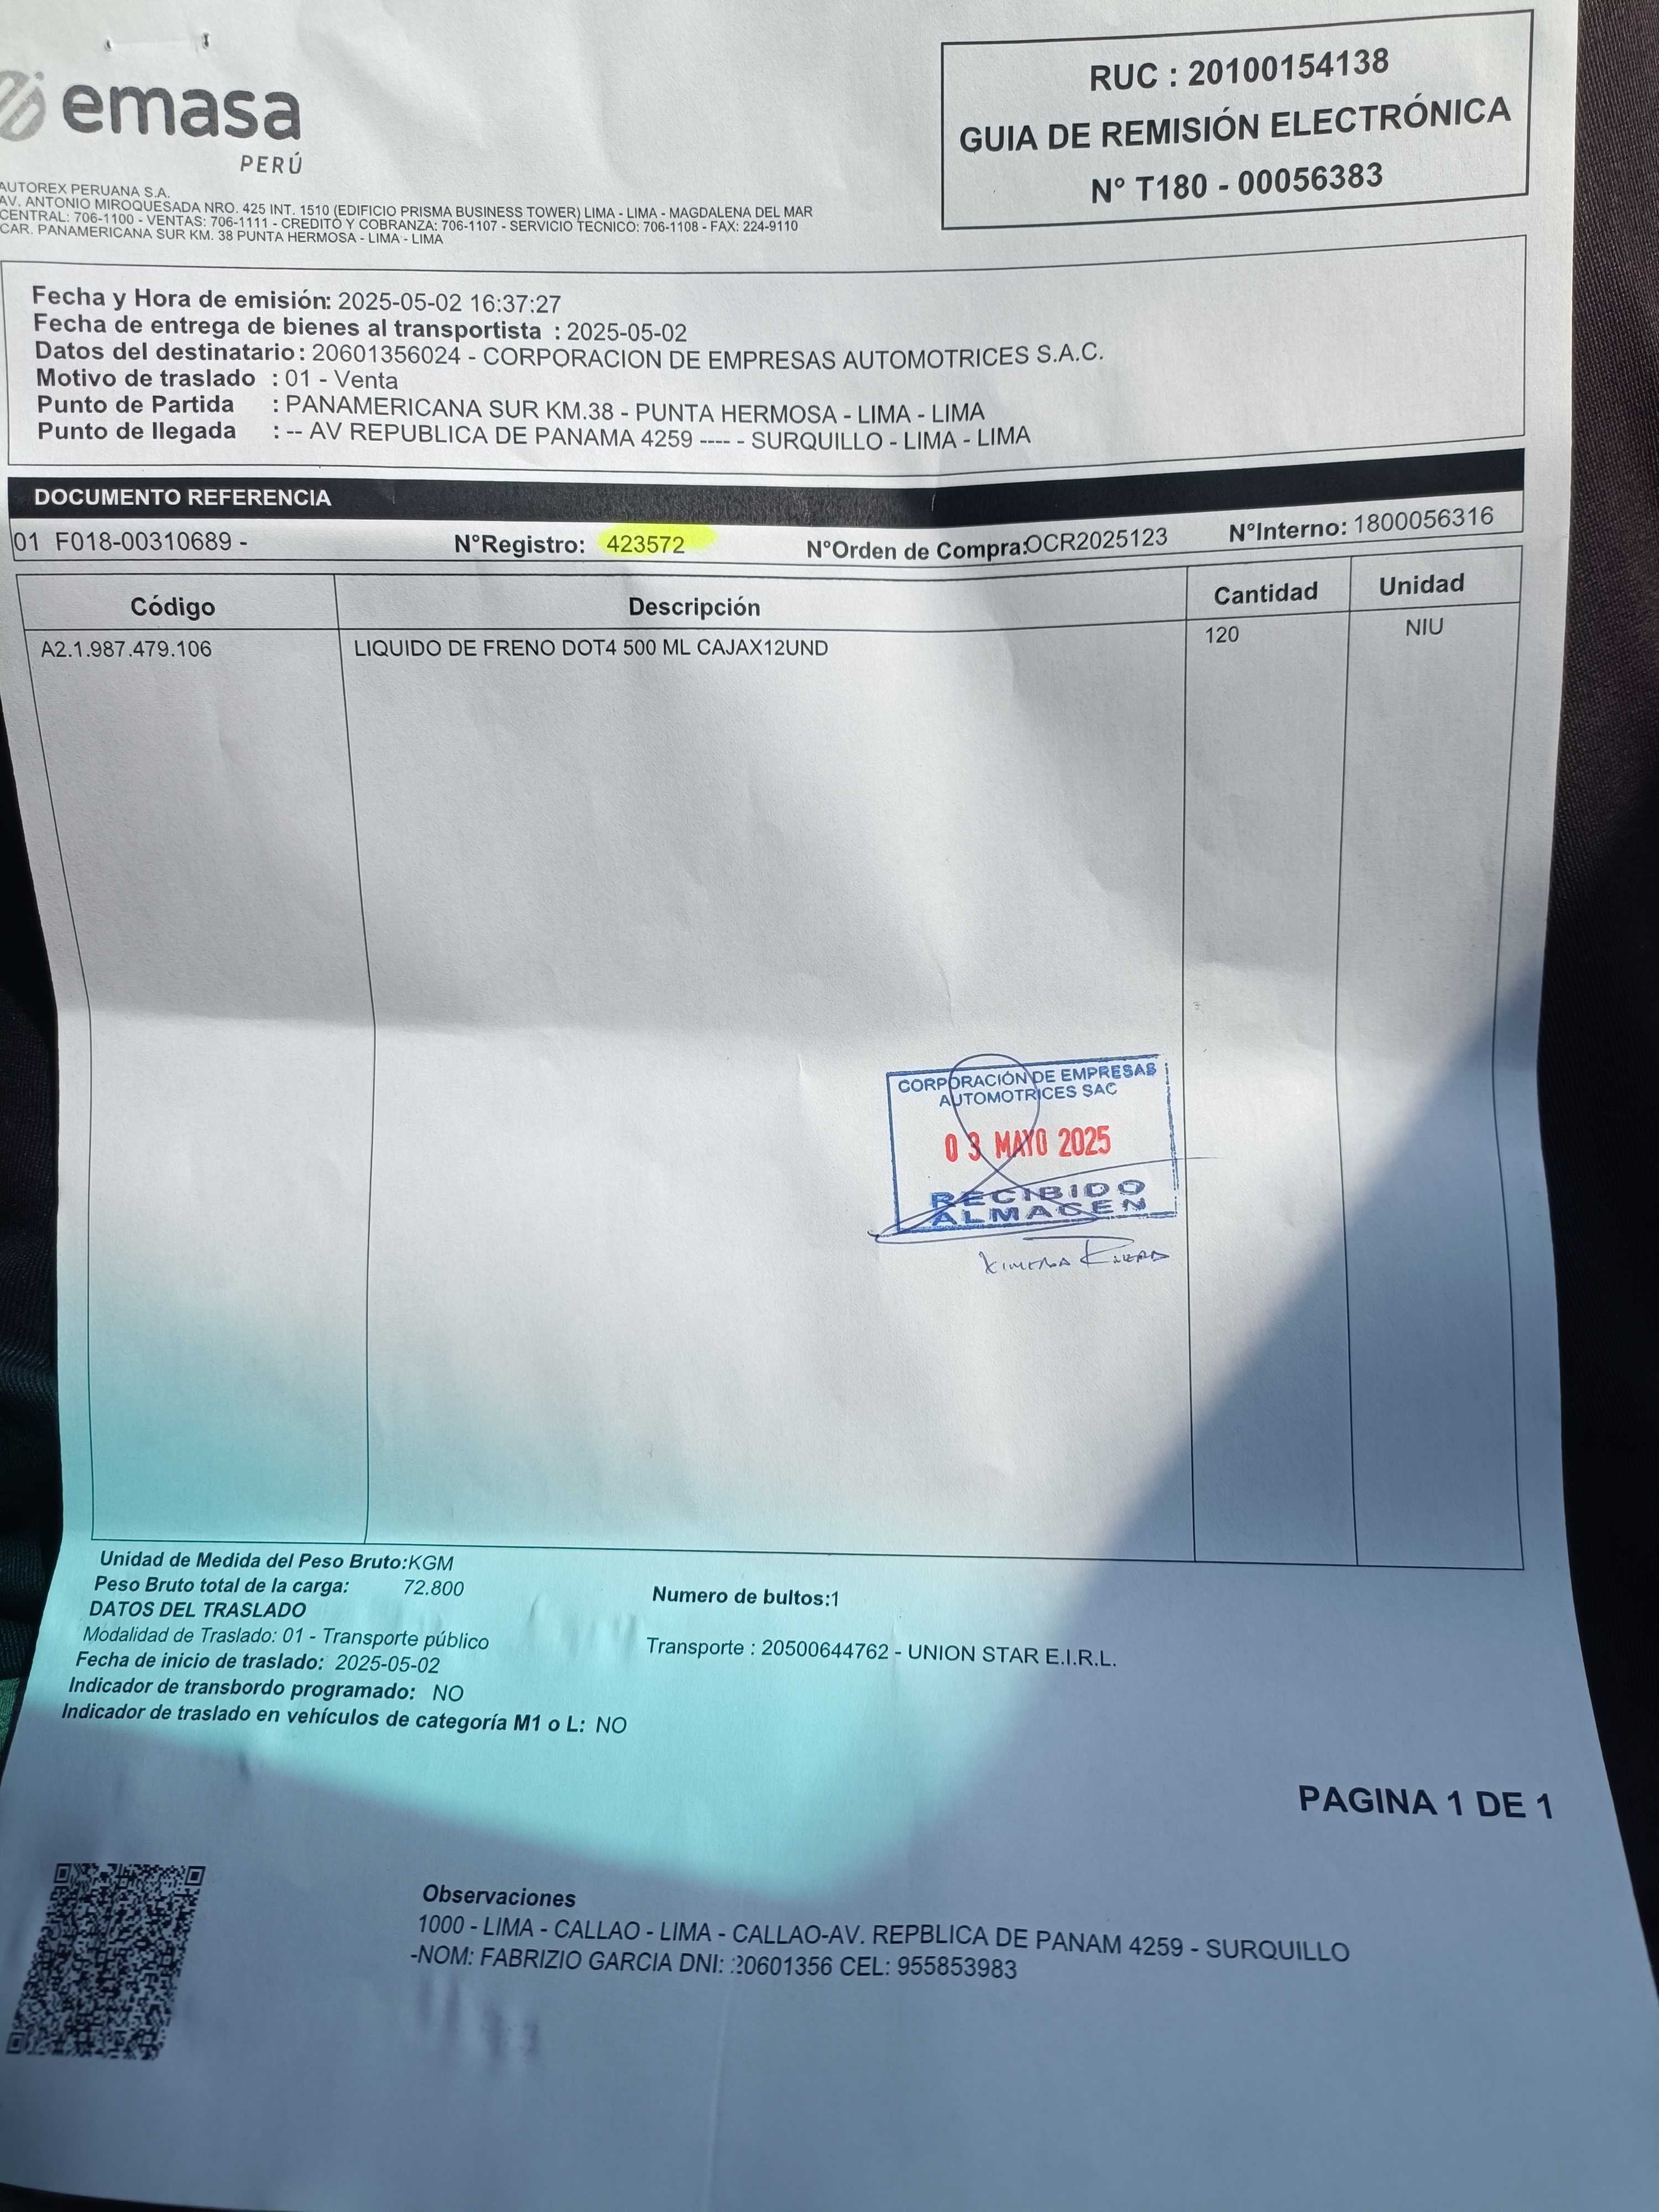 emasa
PERÚ
RUC : 20100154138
GUIA DE REMISIÓN ELECTRÓNICA
N° T180 - 00056383
AUTOREX PERUANA S.A.
AV. ANTONIO MIROQUESADA NRO. 425 INT. 1510 (EDIFICIO PRISMA BUSINESS TOWER) LIMA - LIMA - MAGDALENA DEL MAR
CENTRAL: 706-1100 - VENTAS: 706-1111 - CREDITO Y COBRANZA: 706-1107 - SERVICIO TECNICO: 706-1108 - FAX: 224-9110
CAR. PANAMERICANA SUR KM. 38 PUNTA HERMOSA - LIMA - LIMA
Fecha y Hora de emisión: 2025-05-02 16:37:27
Fecha de entrega de bienes al transportista : 2025-05-02
Datos del destinatario: 20601356024 - CORPORACION DE EMPRESAS AUTOMOTRICES S.A.C.
Motivo de traslado : 01 - Venta
Punto de Partida : PANAMERICANA SUR KM.38 - PUNTA HERMOSA - LIMA - LIMA
Punto de llegada : -- AV REPUBLICA DE PANAMA 4259 ---- - SURQUILLO - LIMA - LIMA
DOCUMENTO REFERENCIA
01 F018-00310689 - N°Registro: 423572 N°Orden de Compra:OCR2025123 N°Interno: 1800056316
Código Descripción Cantidad Unidad
A2.1.987.479.106 LIQUIDO DE FRENO DOT4 500 ML CAJAX12UND 120 NIU
CORPORACIÓN DE EMPRESAS
AUTOMOTRICES SAC
03 MAYO 2025
RECIBIDO
ALMACEN
XIMENA RIVERA
Unidad de Medida del Peso Bruto:KGM
Peso Bruto total de la carga: 72.800 Numero de bultos:1
DATOS DEL TRASLADO
Modalidad de Traslado: 01 - Transporte público Transporte : 20500644762 - UNION STAR E.I.R.L.
Fecha de inicio de traslado: 2025-05-02
Indicador de transbordo programado: NO
Indicador de traslado en vehículos de categoría M1 o L: NO
PAGINA 1 DE 1
Observaciones
1000 - LIMA - CALLAO - LIMA - CALLAO-AV. REPBLICA DE PANAM 4259 - SURQUILLO
-NOM: FABRIZIO GARCIA DNI: 20601356 CEL: 955853983